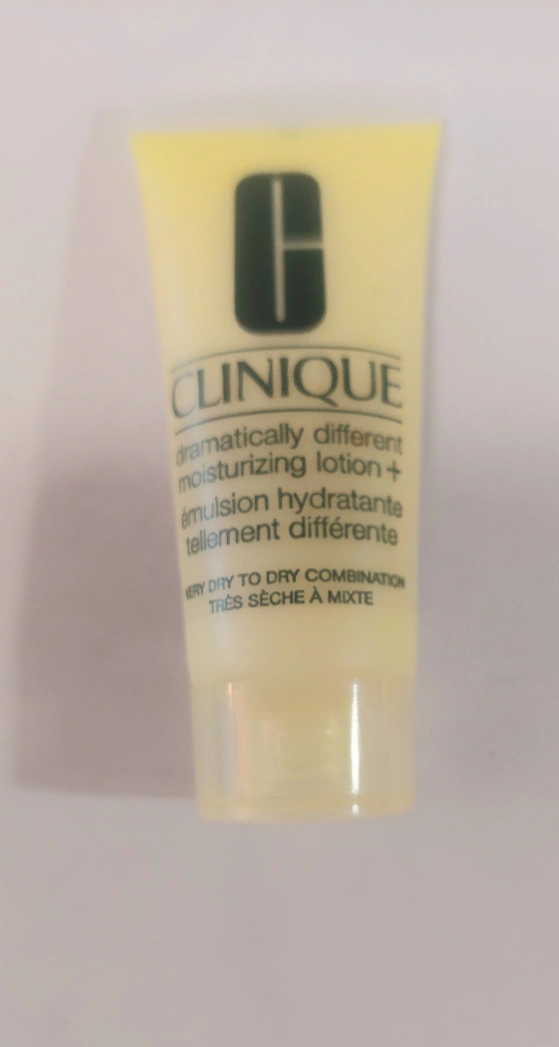 CLINIQUE
dramatically different
moisturizing lotion+
émulsion hydratante
tellement différente
VERY DRY TO DRY COMBINATION
TRÈS SÈCHE À MIXTE